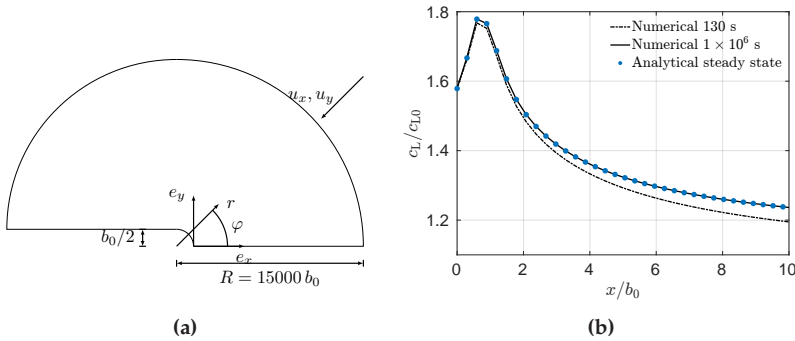 u_x, u_y
e_y
r
φ
b_0/2
e_x
R = 15000 b_0
(a)
1.8
1.6
1.4
1.2
c_L/c_L0
0
2
4
6
8
10
x/b_0
Numerical 130 s
Numerical 1 × 10^6 s
Analytical steady state
(b)